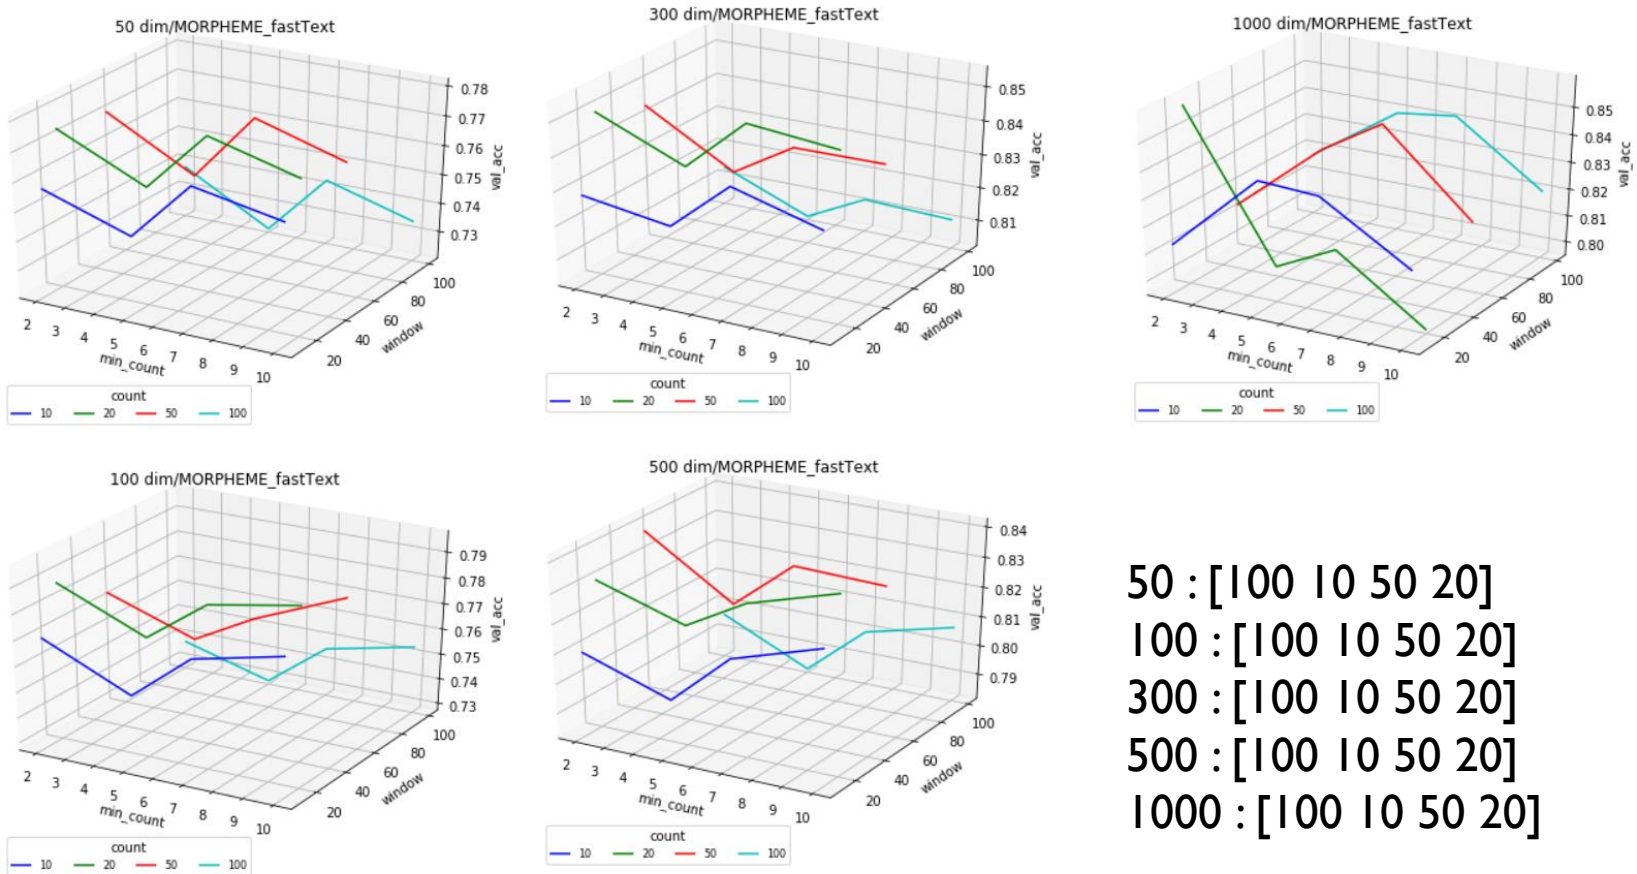 50 dim/MORPHEME_fastText
0.78
0.77
0.76
0.75
0.74
0.73
val_acc
100
80
60
40
20
window
2 3 4 5 6 7 8 9 10
min_count
count
10 20 50 100
300 dim/MORPHEME_fastText
0.85
0.84
0.83
0.82
0.81
val_acc
100
80
60
40
20
window
2 3 4 5 6 7 8 9 10
min_count
count
10 20 50 100
1000 dim/MORPHEME_fastText
0.85
0.84
0.83
0.82
0.81
0.80
val_acc
100
80
60
40
20
window
2 3 4 5 6 7 8 9 10
min_count
count
10 20 50 100
100 dim/MORPHEME_fastText
0.79
0.78
0.77
0.76
0.75
0.74
0.73
val_acc
100
80
60
40
20
window
2 3 4 5 6 7 8 9 10
min_count
count
10 20 50 100
500 dim/MORPHEME_fastText
0.84
0.83
0.82
0.81
0.80
0.79
val_acc
100
80
60
40
20
window
2 3 4 5 6 7 8 9 10
min_count
count
10 20 50 100
50 : [100 10 50 20]
100 : [100 10 50 20]
300 : [100 10 50 20]
500 : [100 10 50 20]
1000 : [100 10 50 20]